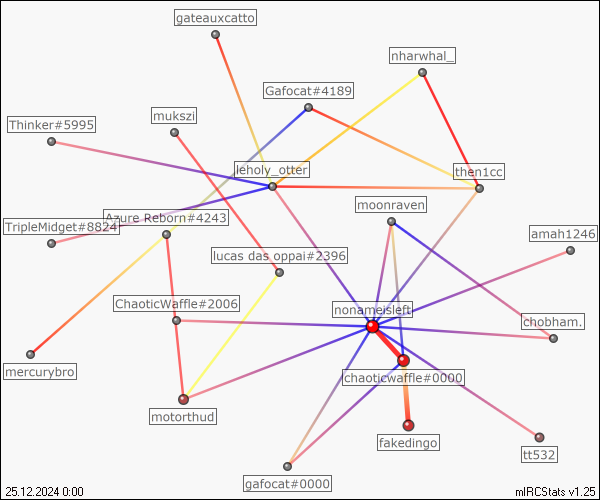 gateauxcatto
nharwhal_
Gafocat#4189
mukszi
Thinker#5995
leholy_otter
then1cc
moonraven
Azure Reborn#4243
TripleMidget#8824
amah1246
lucas das oppai#2396
ChaoticWaffle#2006
nonameisleft
chobham.
mercurybro
chaoticwaffle#0000
motorthud
fakedingo
tt532
gafocat#0000
25.12.2024 0:00
mIRCStats v1.25